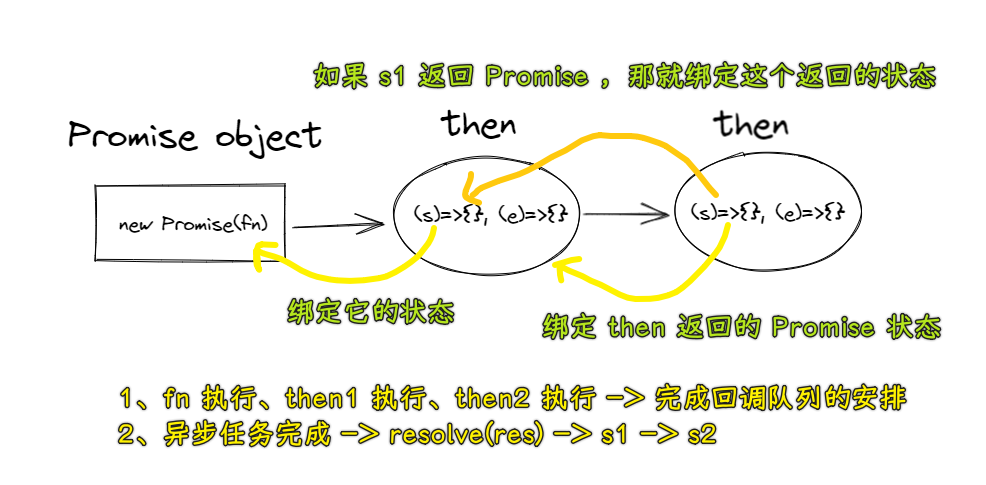 如果 s1 返回 Promise ，那就绑定这个返回的状态
Promise object
then
then
new Promise(fn)
(s)=>{}, (e)=>{}
(s)=>{}, (e)=>{}
绑定它的状态
绑定 then 返回的 Promise 状态
1、fn 执行、then1 执行、then2 执行 -> 完成回调队列的安排
2、异步任务完成 -> resolve(res) -> s1 -> s2